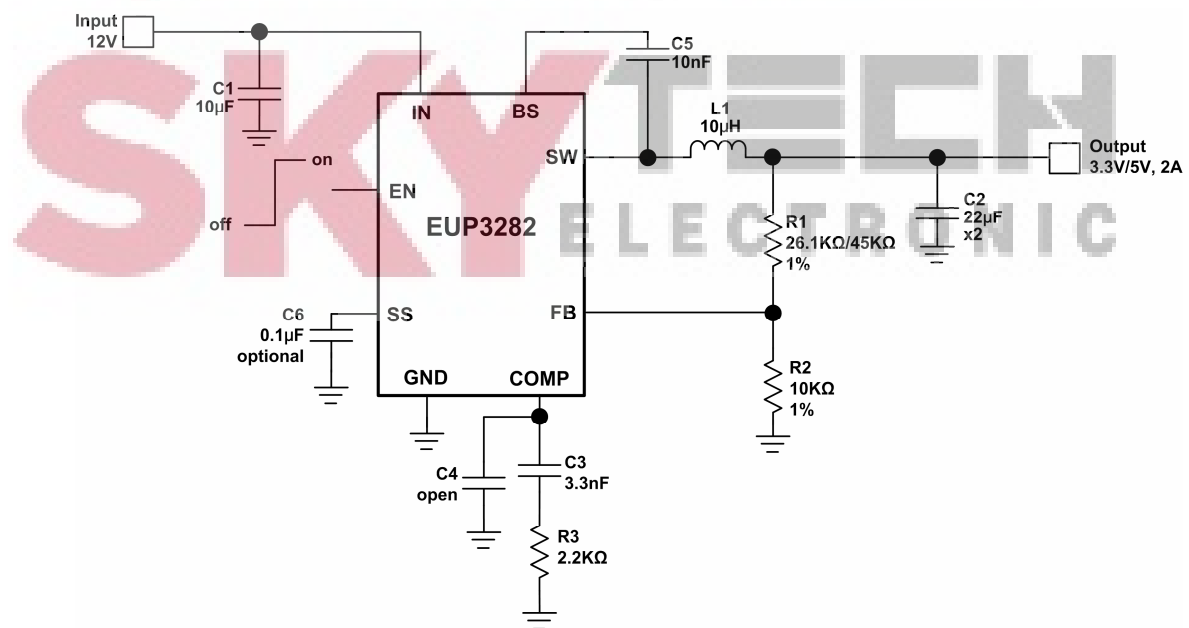 Input
12V
C1
10µF
IN
BS
C5
10nF
SKYTECH
ELECTRONIC
L1
10µH
SW
Output
3.3V/5V, 2A
on
off
EN
EUP3282
R1
26.1KΩ/45KΩ
1%
C2
22µF
x2
C6
0.1µF
optional
SS
FB
R2
10KΩ
1%
GND
COMP
C4
open
C3
3.3nF
R3
2.2KΩ